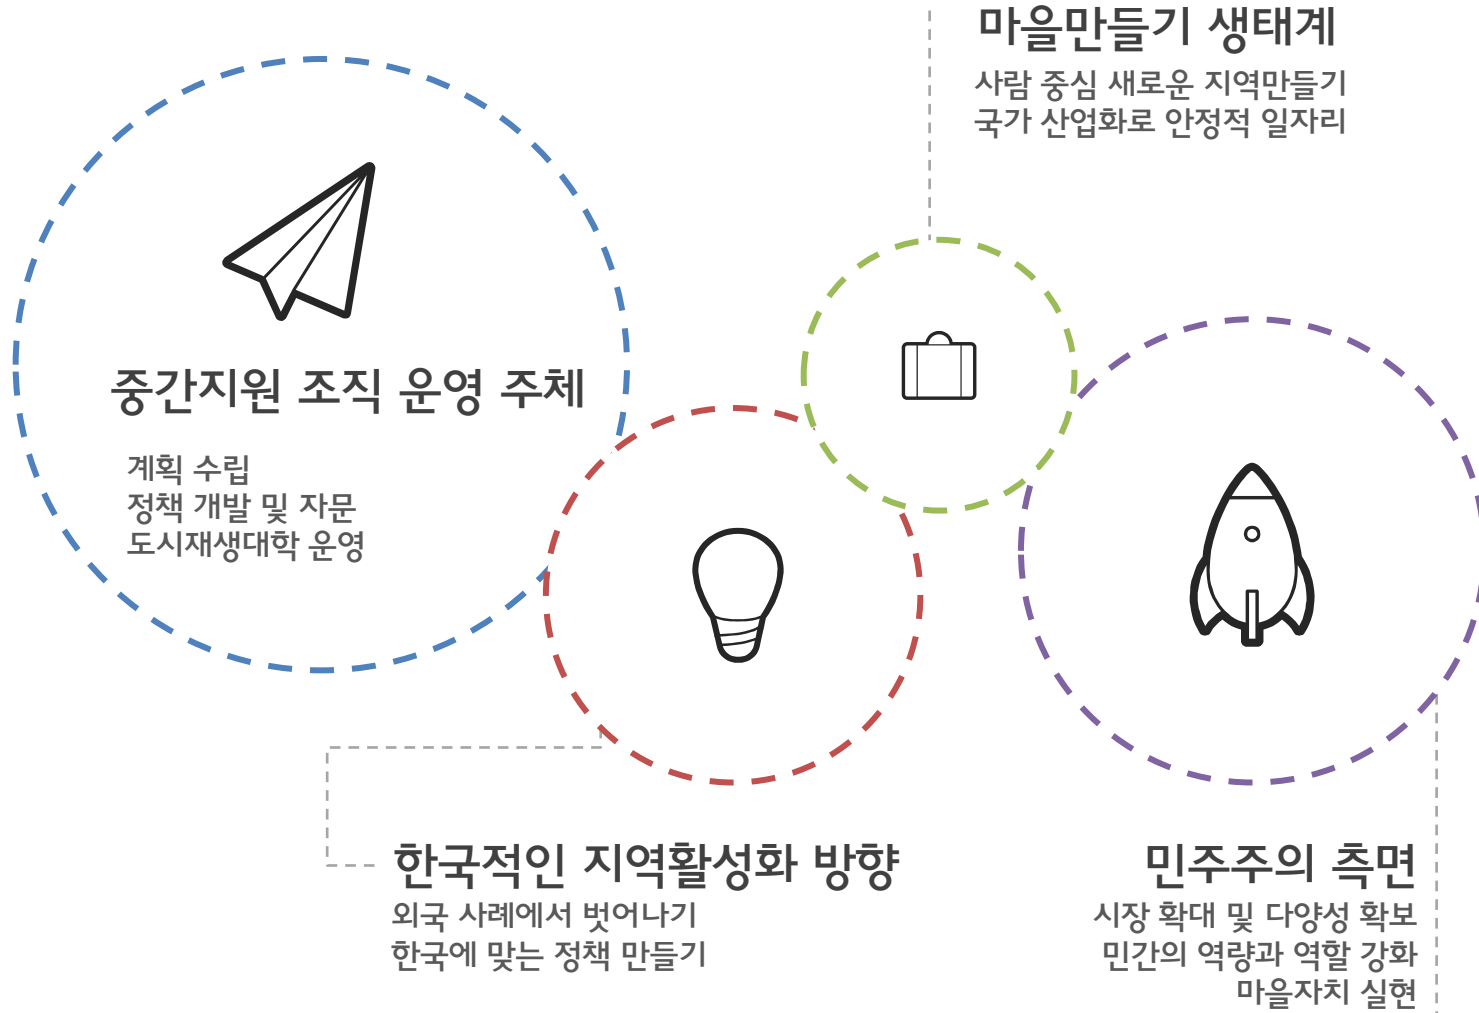 마을만들기 생태계
사람 중심 새로운 지역만들기
국가 산업화로 안정적 일자리
중간지원 조직 운영 주체
계획 수립
정책 개발 및 자문
도시재생대학 운영
한국적인 지역활성화 방향
외국 사례에서 벗어나기
한국에 맞는 정책 만들기
민주주의 측면
시장 확대 및 다양성 확보
민간의 역량과 역할 강화
마을자치 실현